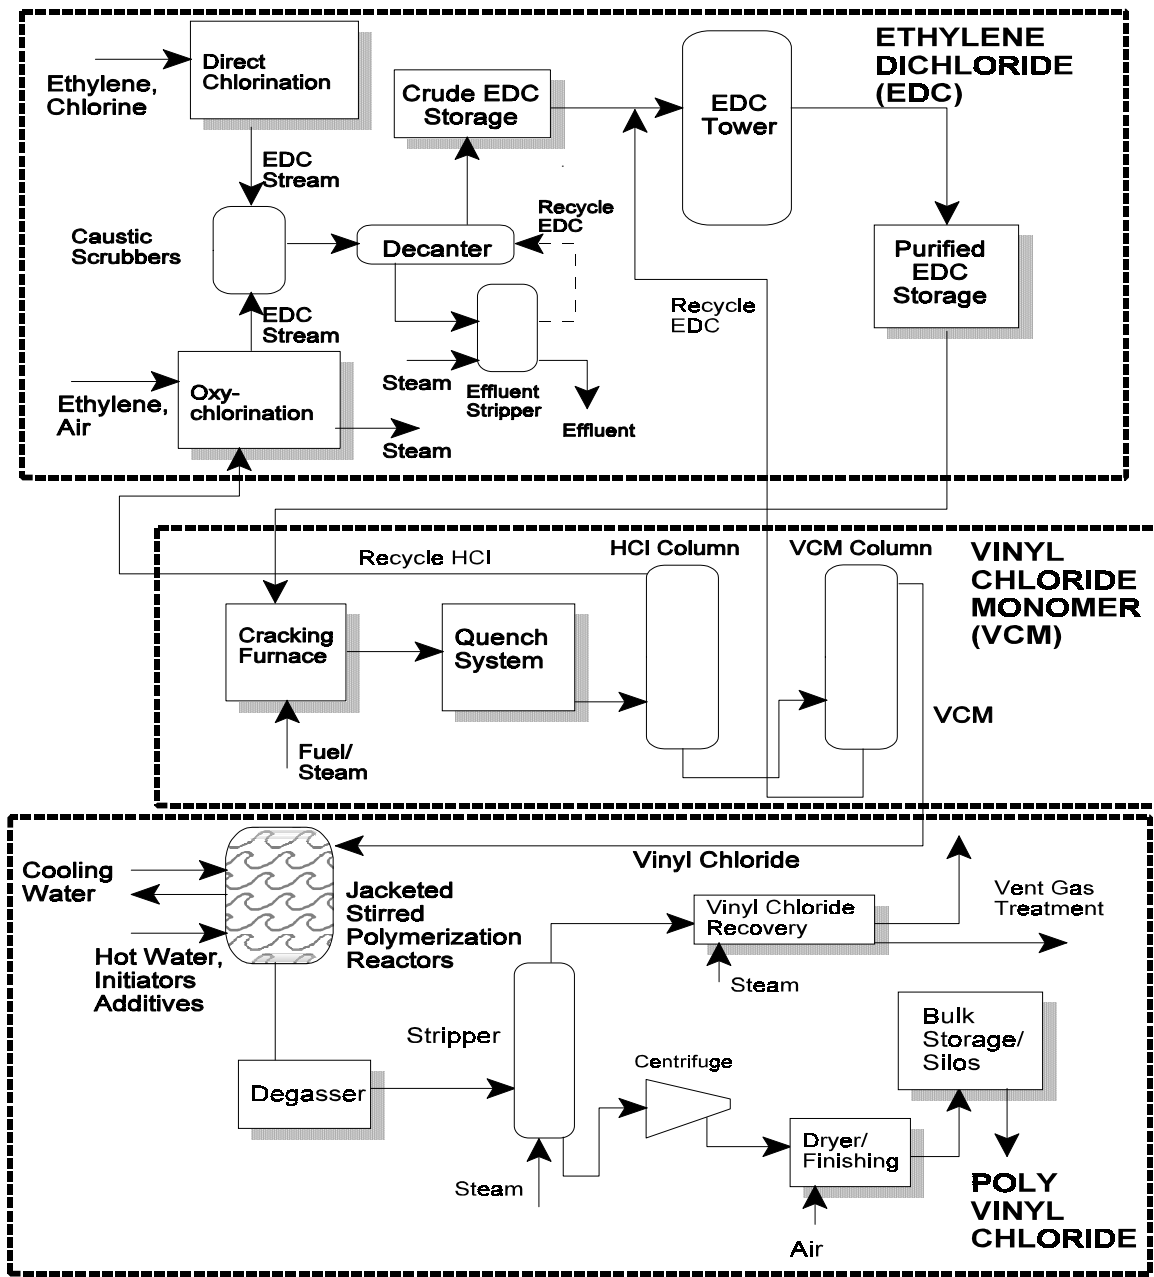 ETHYLENE
DICHLORIDE
(EDC)
Direct
Chlorination
Ethylene,
Chlorine
Crude EDC
Storage
EDC
Tower
EDC
Stream
Caustic
Scrubbers
Recycle
EDC
Decanter
Purified
EDC
Storage
EDC
Stream
Recycle
EDC
Oxy-
chlorination
Ethylene,
Air
Steam
Effluent
Stripper
Steam
Effluent
Recycle HCl
HCl Column
VCM Column
VINYL
CHLORIDE
MONOMER
(VCM)
Cracking
Furnace
Quench
System
VCM
Fuel/
Steam
Cooling
Water
Vinyl Chloride
Jacketed
Stirred
Polymerization
Reactors
Hot Water,
Initiators
Additives
Vinyl Chloride
Recovery
Vent Gas
Treatment
Steam
Stripper
Bulk
Storage/
Silos
Centrifuge
Degasser
Dryer/
Finishing
Steam
Air
POLY
VINYL
CHLORIDE